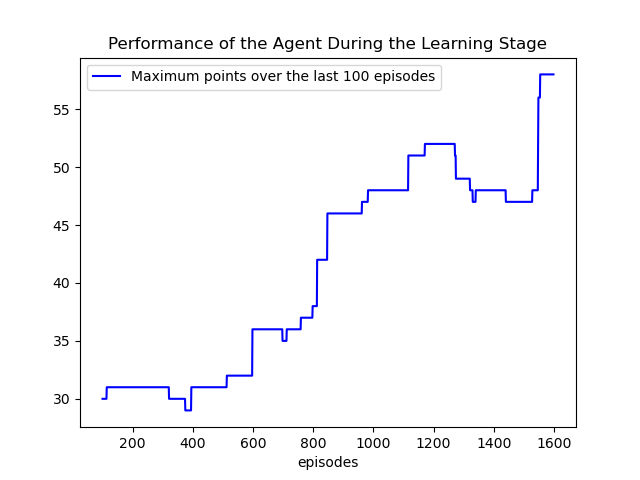 Performance of the Agent During the Learning Stage
Maximum points over the last 100 episodes
55
50
45
40
35
30
200 400 600 800 1000 1200 1400 1600
episodes